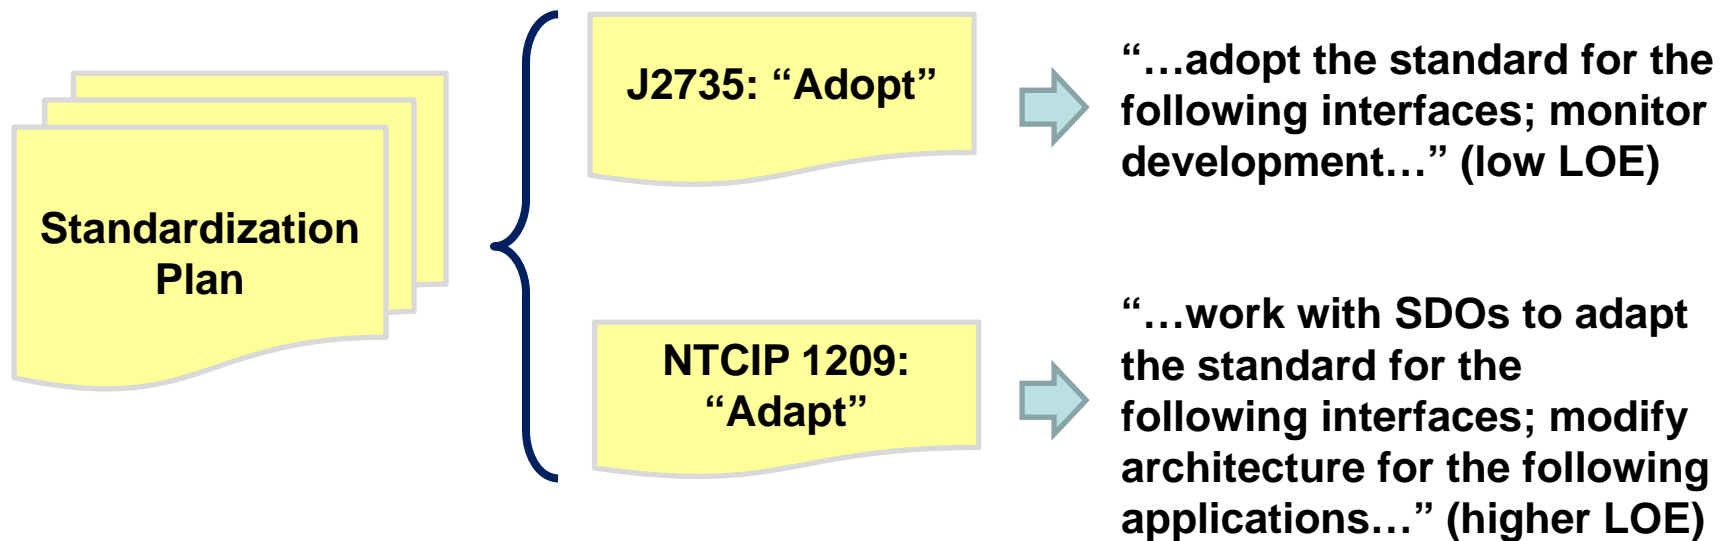 Standardization
Plan
J2735: “Adopt”
“…adopt the standard for the
following interfaces; monitor
development…” (low LOE)
NTCIP 1209:
“Adapt”
“…work with SDOs to adapt
the standard for the
following interfaces; modify
architecture for the following
applications…” (higher LOE)